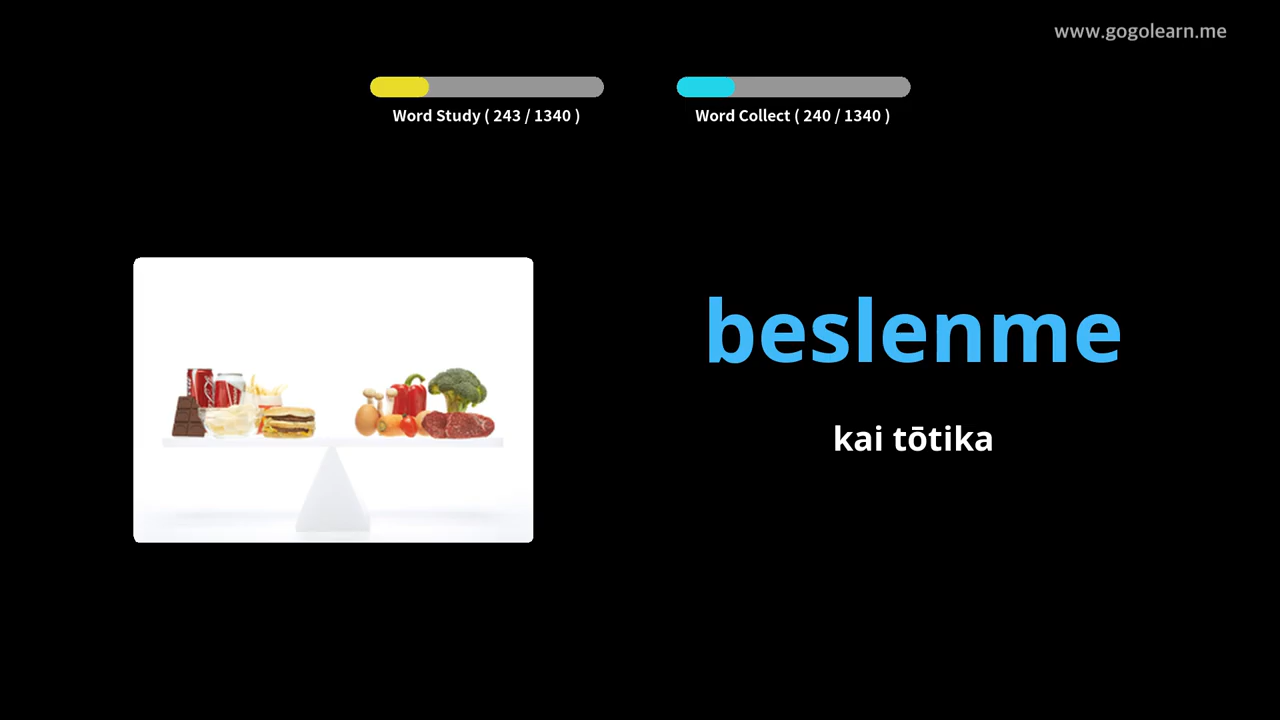 www.gogolearn.me
Word Study ( 243 / 1340 )
Word Collect ( 240 / 1340 )
beslenme
kai tōtika